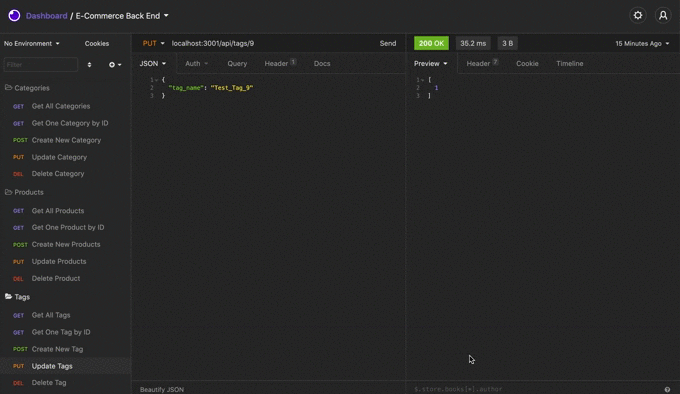 Dashboard / E-Commerce Back End
No Environment
Cookies
PUT localhost:3001/api/tags/9 Send
200 OK 35.2 ms 3 B
15 Minutes Ago
Filter
JSON Auth Query Header 1 Docs
Preview Header 7 Cookie Timeline
1 {
2 "tag_name": "Test_Tag_9"
3 }
1 [
2 1
3 ]
Categories
GET Get All Categories
GET Get One Category by ID
POST Create New Category
PUT Update Category
DEL Delete Category
Products
GET Get All Products
GET Get One Product by ID
POST Create New Products
PUT Update Products
DEL Delete Product
Tags
GET Get All Tags
GET Get One Tag by ID
POST Create New Tag
PUT Update Tags
DEL Delete Tag
Beautify JSON
$.store.books[*].author